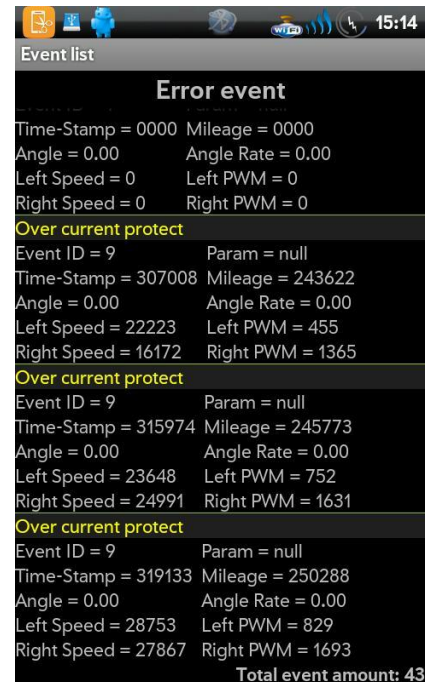 WiFi 15:14
Event list
Error event
Time-Stamp = 0000 Mileage = 0000
Angle = 0.00 Angle Rate = 0.00
Left Speed = 0 Left PWM = 0
Right Speed = 0 Right PWM = 0
Over current protect
Event ID = 9 Param = null
Time-Stamp = 307008 Mileage = 243622
Angle = 0.00 Angle Rate = 0.00
Left Speed = 22223 Left PWM = 455
Right Speed = 16172 Right PWM = 1365
Over current protect
Event ID = 9 Param = null
Time-Stamp = 315974 Mileage = 245773
Angle = 0.00 Angle Rate = 0.00
Left Speed = 23648 Left PWM = 752
Right Speed = 24991 Right PWM = 1631
Over current protect
Event ID = 9 Param = null
Time-Stamp = 319133 Mileage = 250288
Angle = 0.00 Angle Rate = 0.00
Left Speed = 28753 Left PWM = 829
Right Speed = 27867 Right PWM = 1693
Total event amount: 43